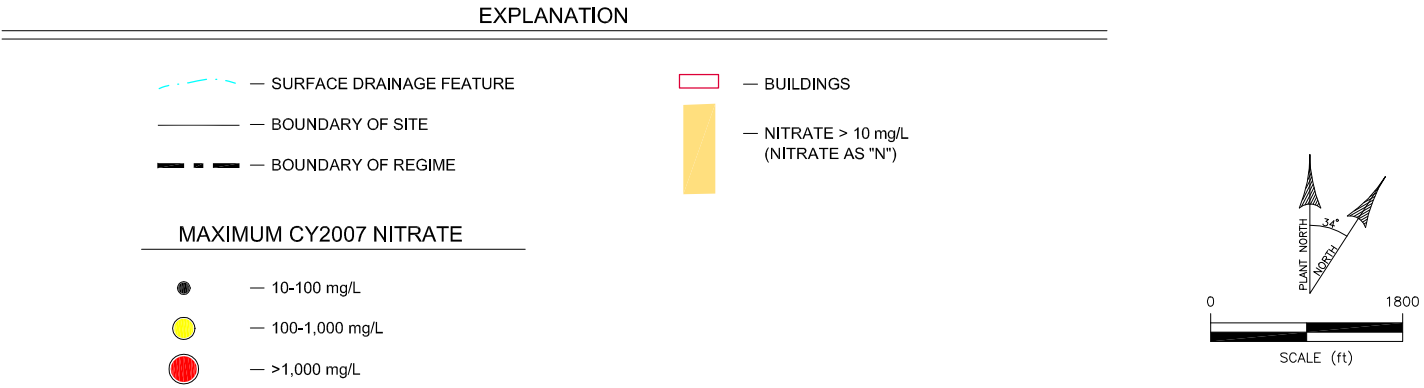 EXPLANATION
— SURFACE DRAINAGE FEATURE
— BOUNDARY OF SITE
— BOUNDARY OF REGIME
— BUILDINGS
— NITRATE > 10 mg/L
(NITRATE AS "N")
MAXIMUM CY2007 NITRATE
— 10-100 mg/L
— 100-1,000 mg/L
— >1,000 mg/L
34°
PLANT NORTH
NORTH
0 1800
SCALE (ft)